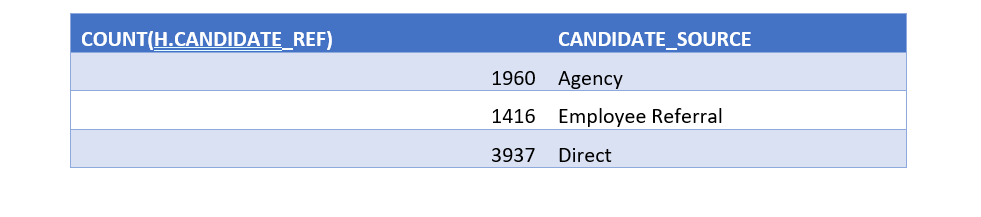 COUNT(H.CANDIDATE_REF) CANDIDATE_SOURCE
1960 Agency
1416 Employee Referral
3937 Direct